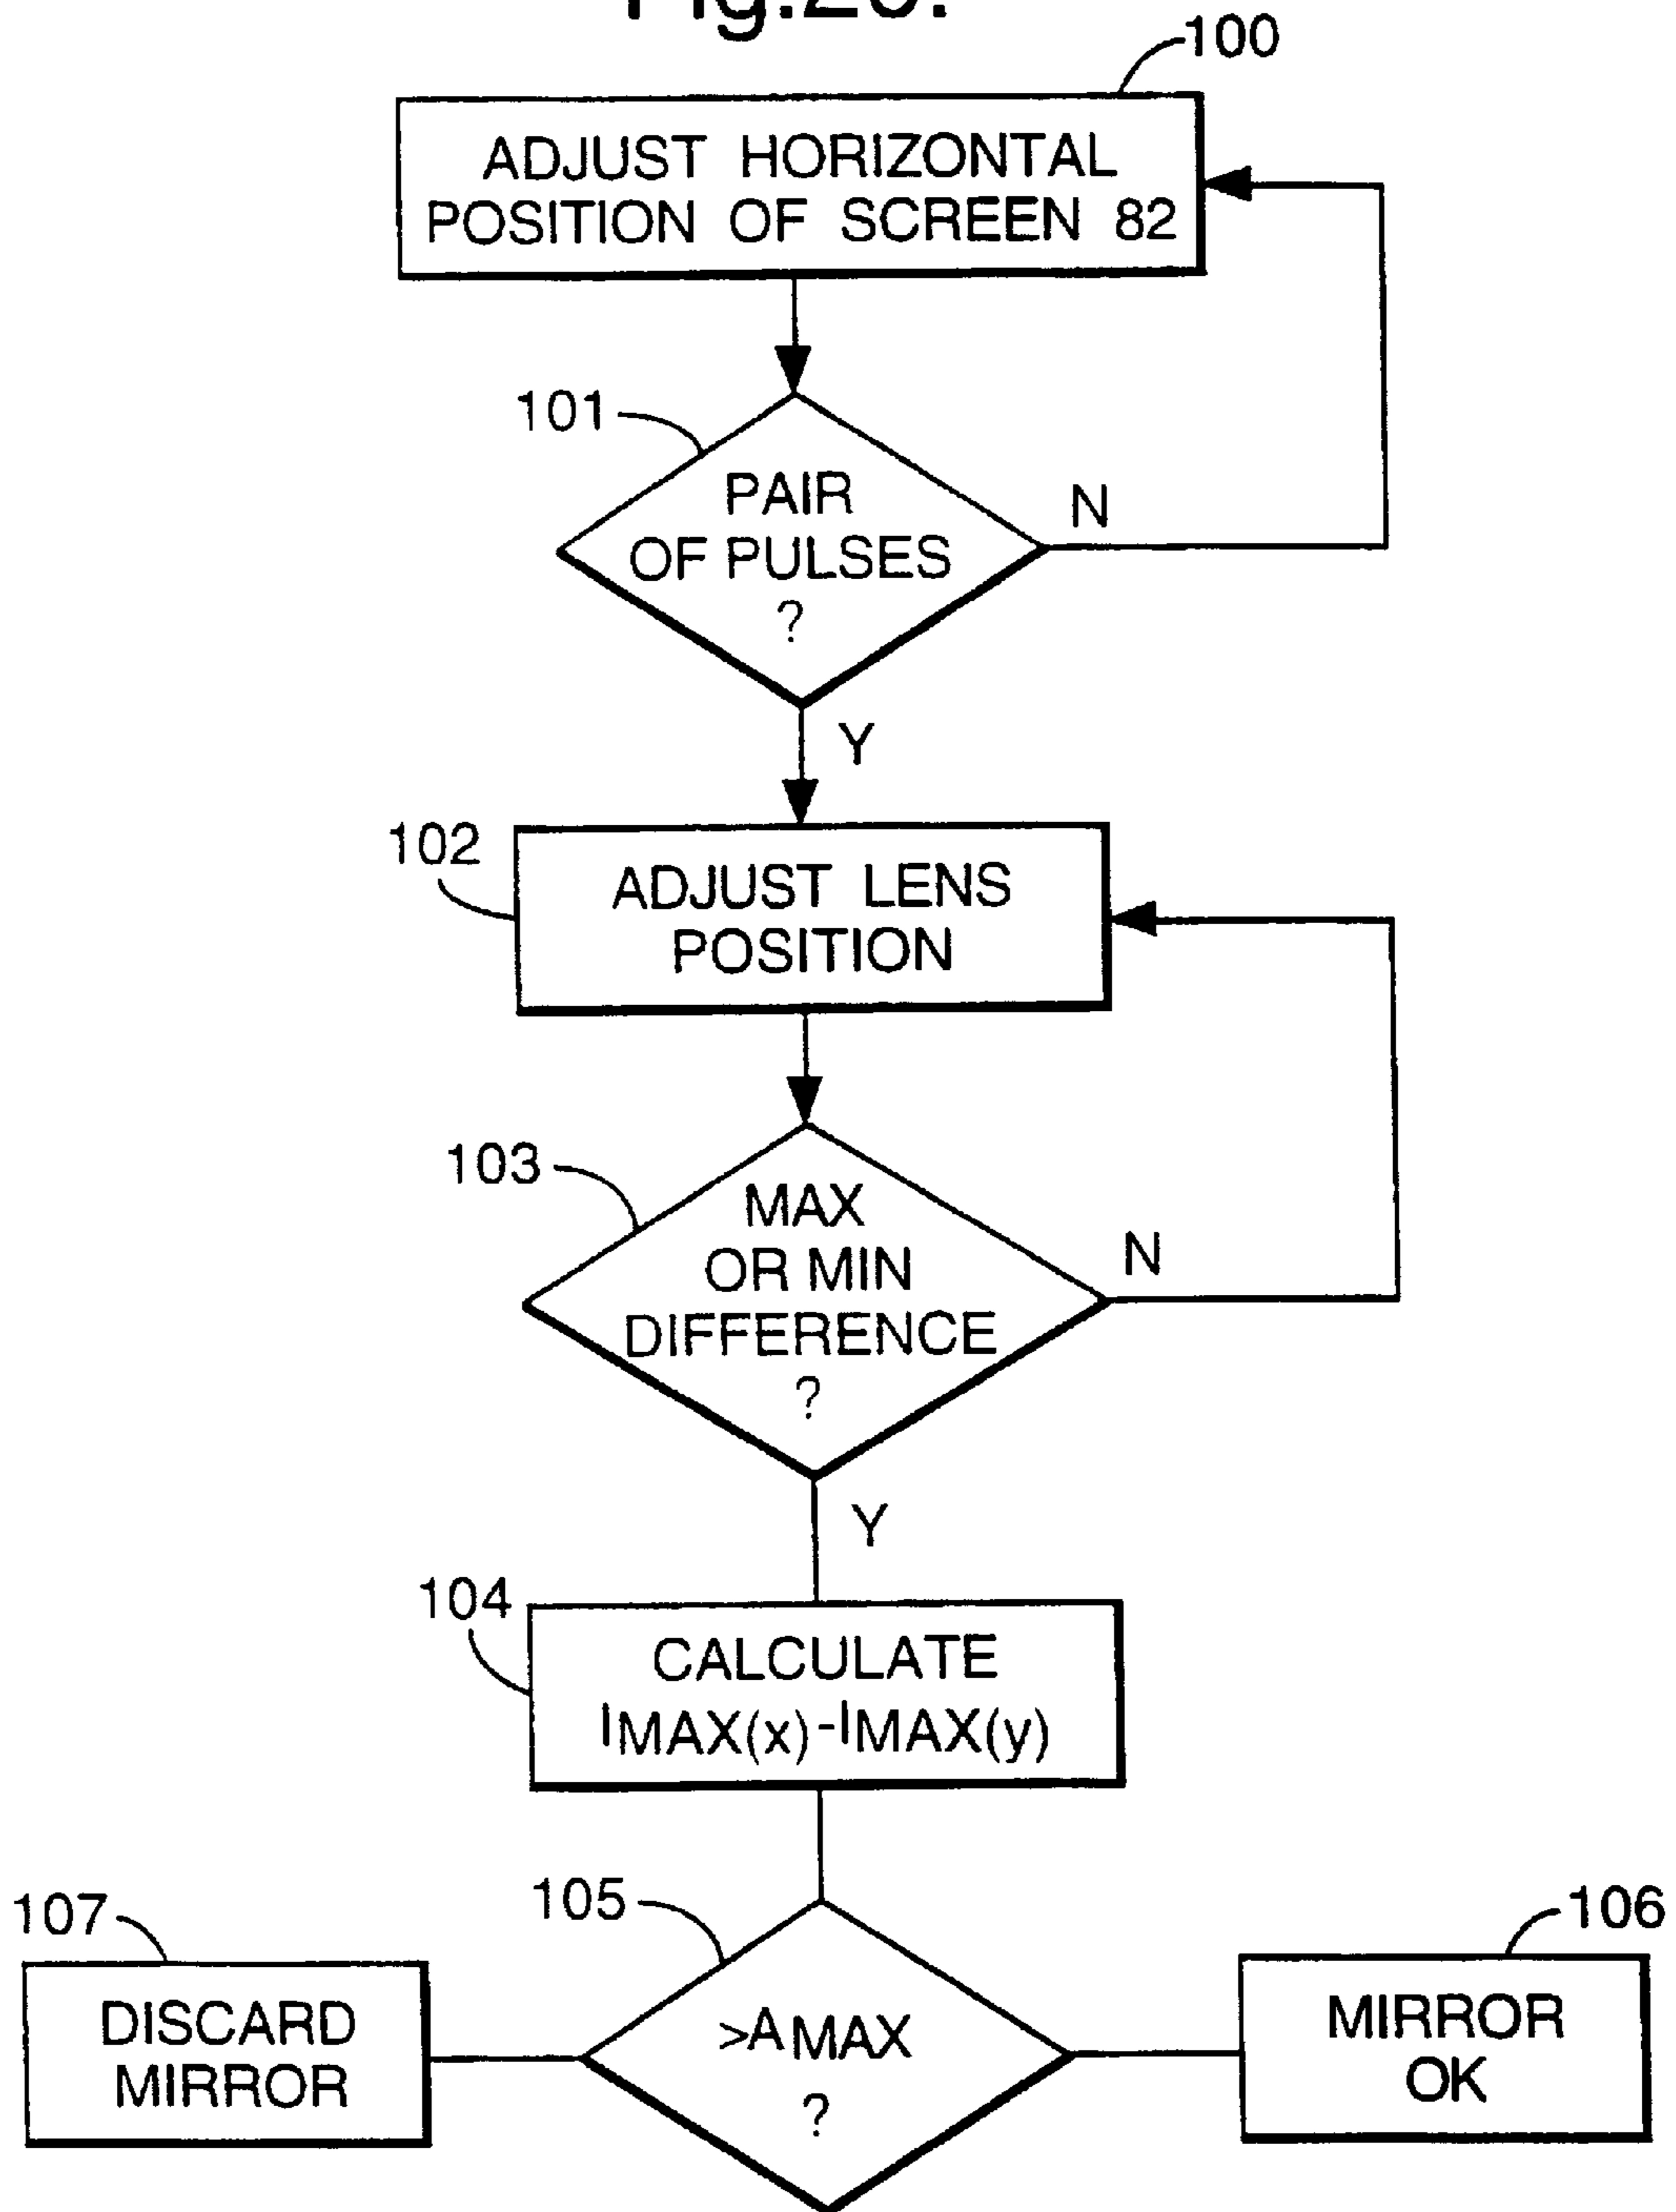 100
ADJUST HORIZONTAL
POSITION OF SCREEN 82
101
PAIR
OF PULSES
?
N
Y
102
ADJUST LENS
POSITION
103
MAX
OR MIN
DIFFERENCE
?
N
Y
104
CALCULATE
IMAX(x)-IMAX(y)
105
>AMAX
?
107
DISCARD
MIRROR
106
MIRROR
OK